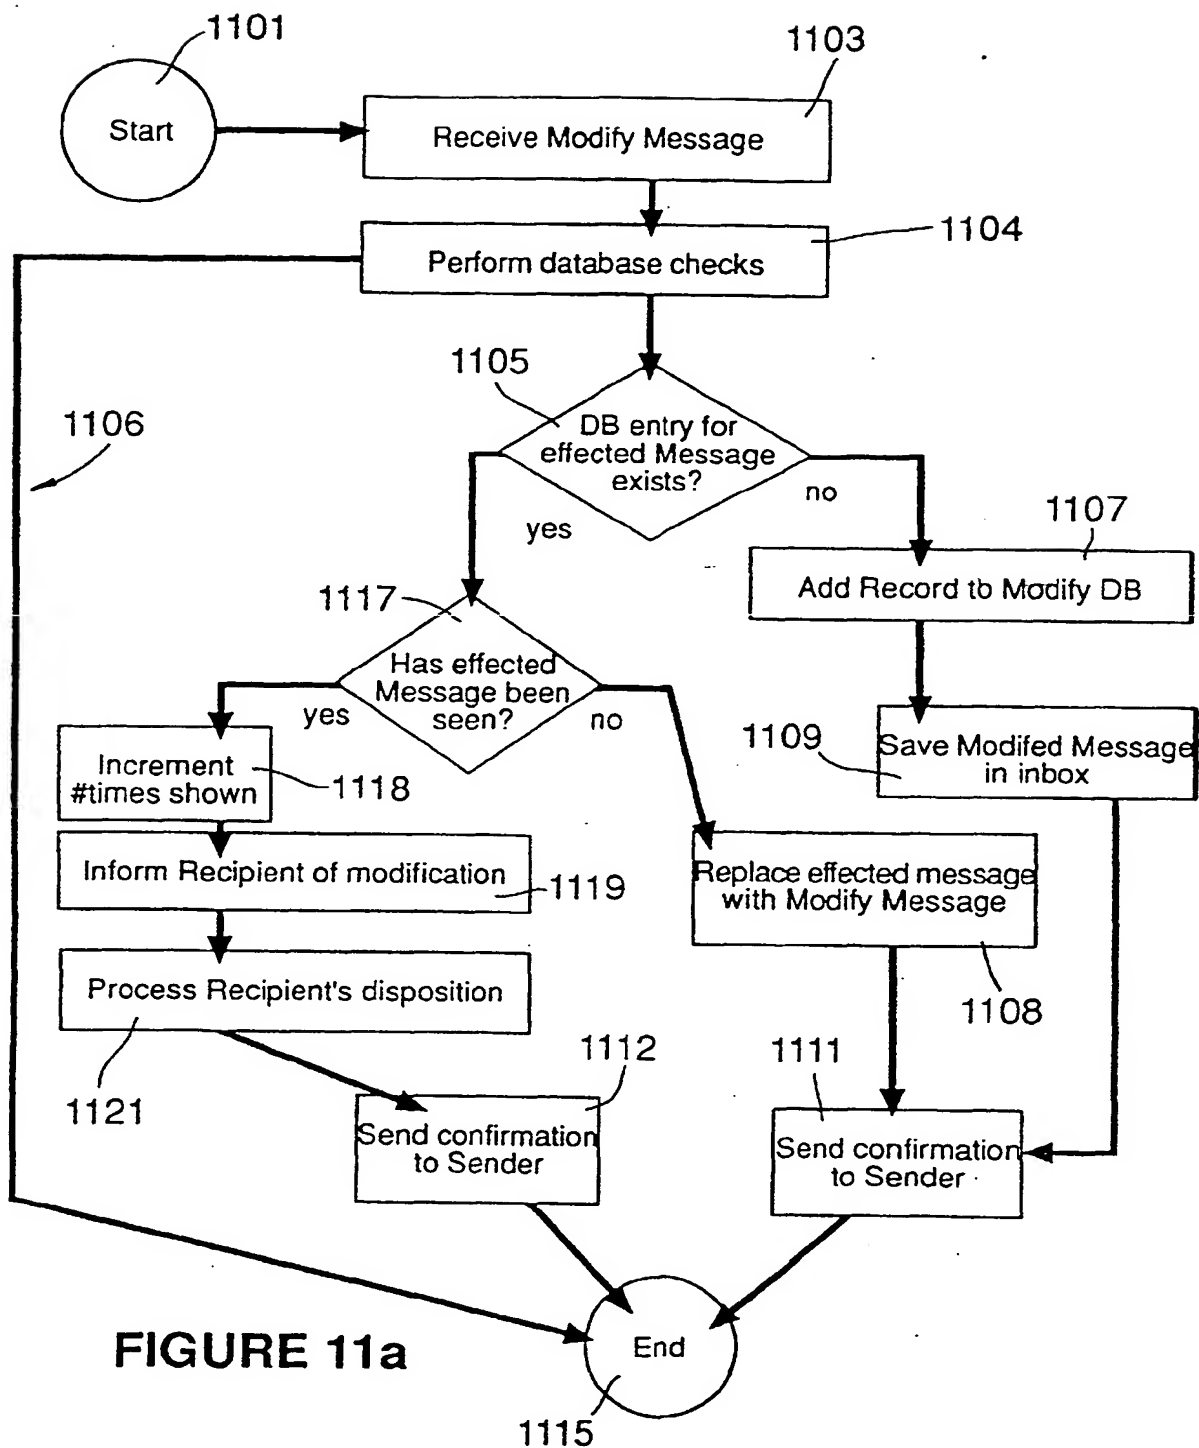 1101
1103
Start
Receive Modify Message
1104
Perform database checks
1105
1106
DB entry for
effected Message
exists?
no
yes
1107
Add Record to Modify DB
1117
Has effected
Message been
seen?
yes
no
1109
Save Modifed Message
in inbox
Increment
#times shown
1118
Inform Recipient of modification
1119
Replace effected message
with Modify Message
Process Recipient's disposition
1108
1121
1112
1111
Send confirmation
to Sender
Send confirmation
to Sender
End
FIGURE 11a
1115